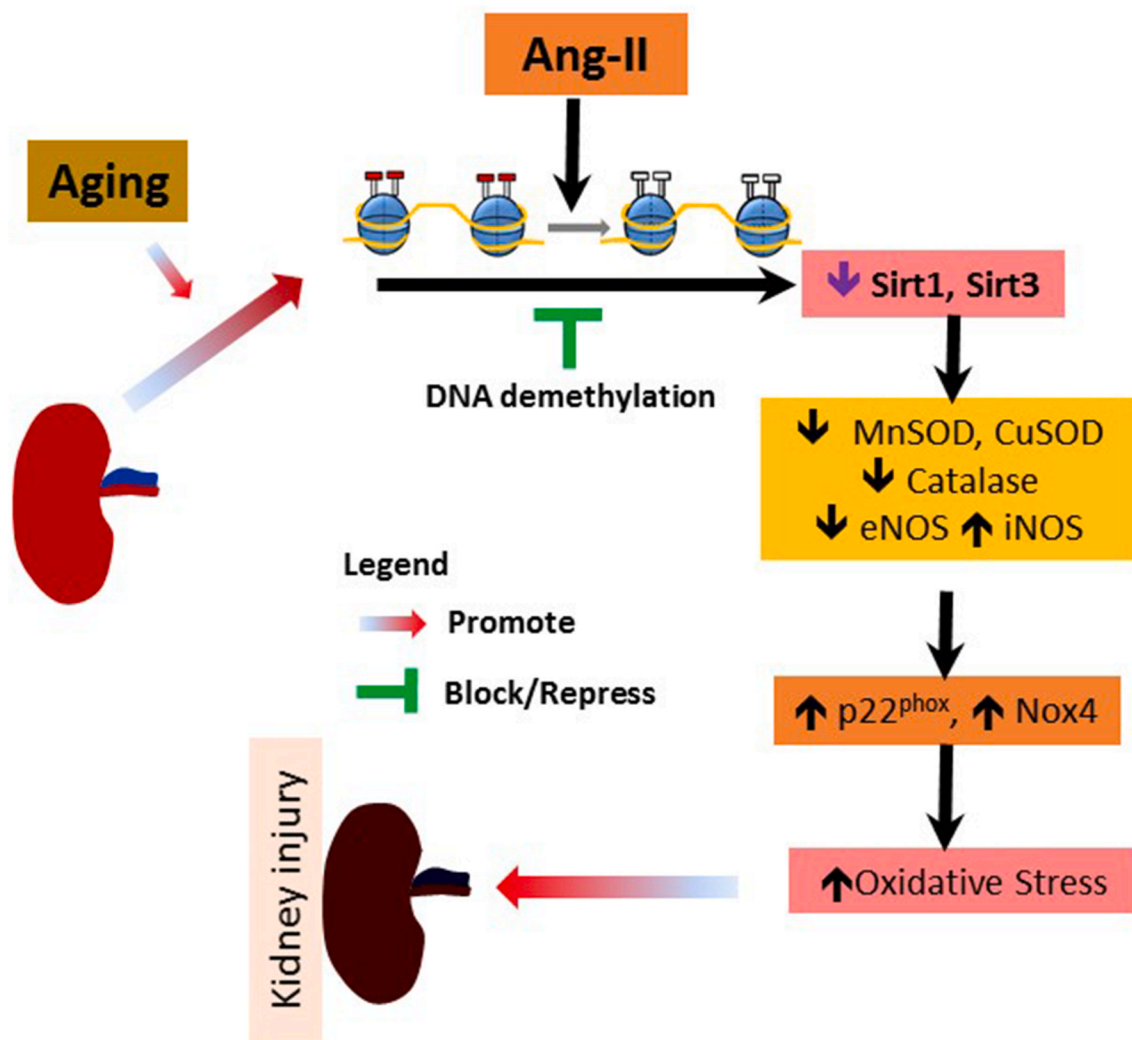 Ang-II
Aging
↓ Sirt1, Sirt3
DNA demethylation
↓ MnSOD, CuSOD
↓ Catalase
↓ eNOS ↑ iNOS
Legend
Promote
Block/Repress
↑ p22phox, ↑ Nox4
↑Oxidative Stress
Kidney injury